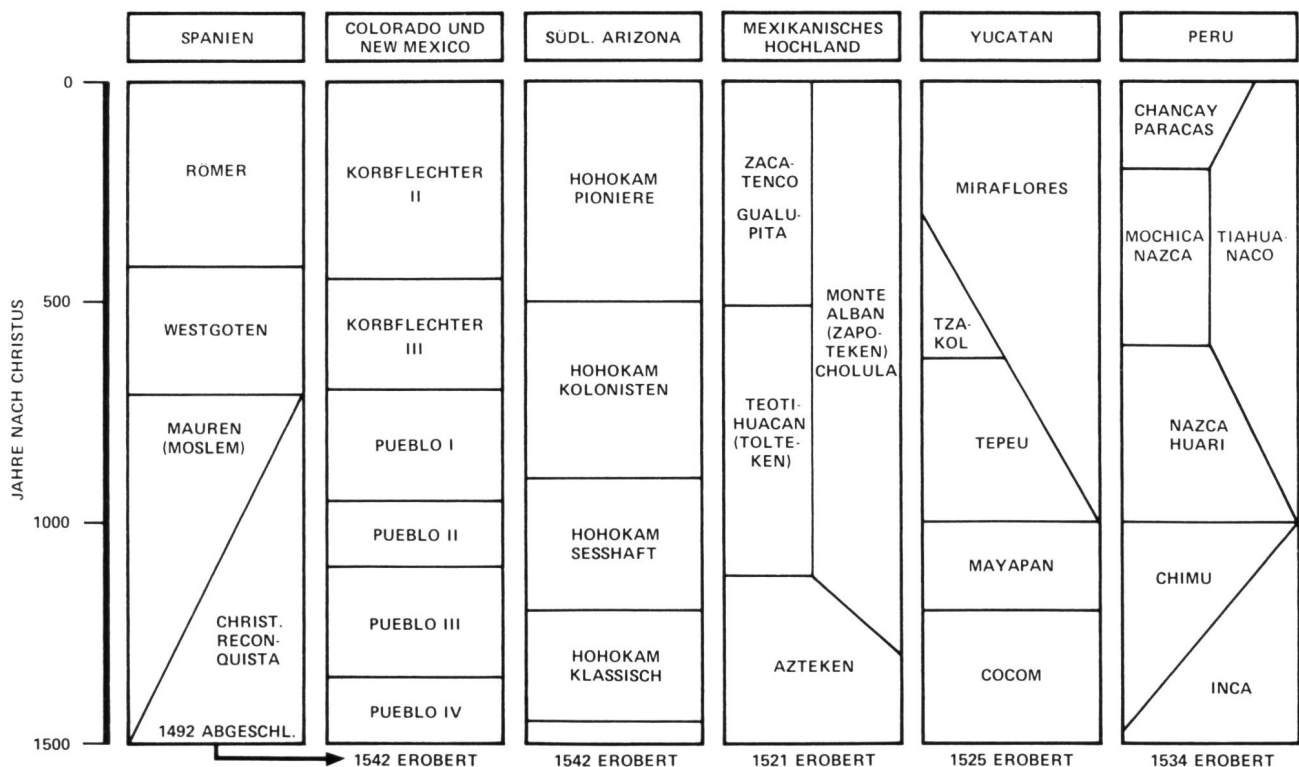 SPANIEN
COLORADO UND
NEW MEXICO
SÜDL. ARIZONA
MEXIKANISCHES
HOCHLAND
YUCATAN
PERU
JAHRE NACH CHRISTUS
0
500
1000
1500
RÖMER
WESTGOTEN
MAUREN
(MOSLEM)
CHRIST.
RECON-
QUISTA
1492 ABGESCHL.
KORBFLECHTER
II
KORBFLECHTER
III
PUEBLO I
PUEBLO II
PUEBLO III
PUEBLO IV
1542 EROBERT
HOHOKAM
PIONIERE
HOHOKAM
KOLONISTEN
HOHOKAM
SESSHAFT
HOHOKAM
KLASSISCH
1542 EROBERT
ZACA-
TENCO
GUALU-
PITA
TEOTI-
HUACAN
(TOLTE-
KEN)
MONTE
ALBAN
(ZAPO-
TEKEN)
CHOLULA
AZTEKEN
1521 EROBERT
MIRAFLORES
TZA-
KOL
TEPEU
MAYAPAN
COCOM
1525 EROBERT
CHANCAY
PARACAS
MOCHICA
NAZCA
TIAHUA-
NACO
NAZCA
HUARI
CHIMU
INCA
1534 EROBERT